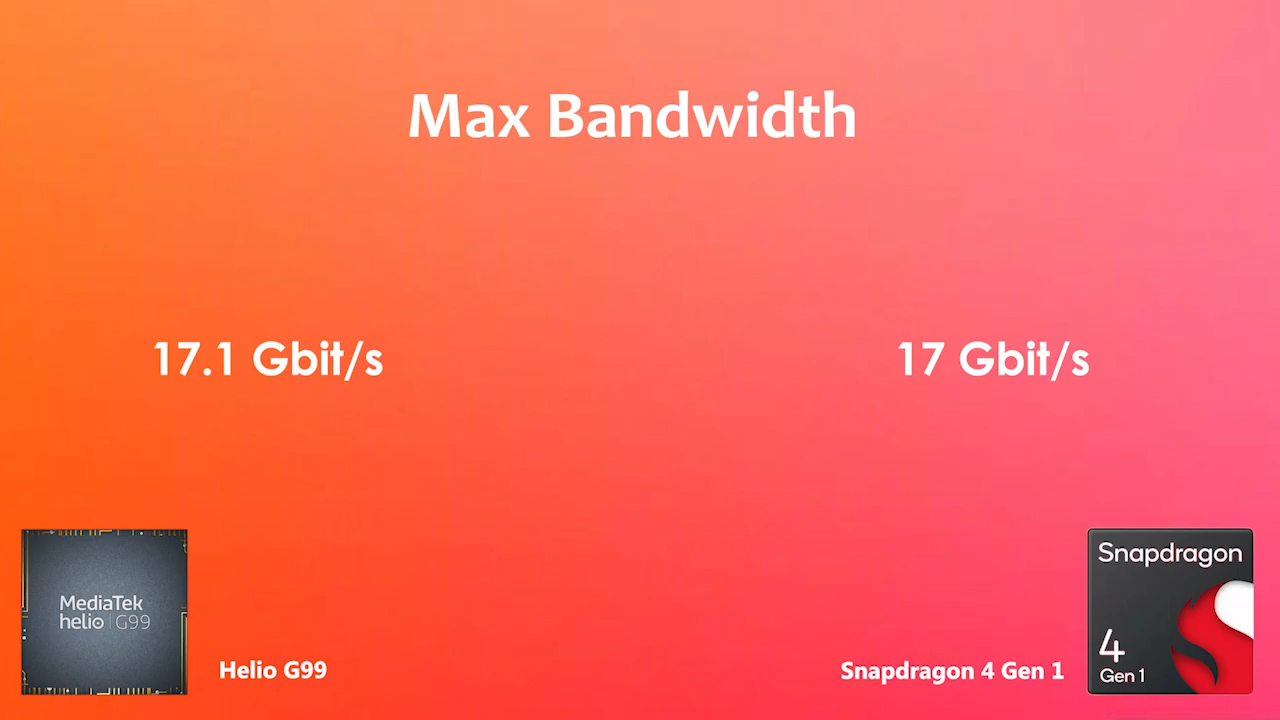 Max Bandwidth
17.1 Gbit/s
17 Gbit/s
MediaTek
helio G99
Helio G99
Snapdragon 4 Gen 1
Snapdragon
4
Gen 1